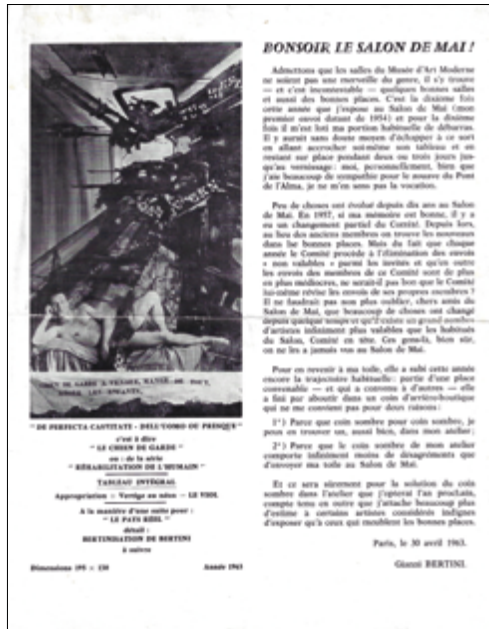 BONSOIR LE SALON DE MAI !
Admettons que les salles du Musée d'Art Moderne
ne soient pas une merveille du genre, il s'y trouve
— et c'est incontestable — quelques bonnes salles
et aussi des bonnes places. C'est la dixième fois
cette année que j'expose au Salon de Mai (mon
premier envoi datant de 1954) et pour la dixième
fois il m'est loti ma portion habituelle de débarras.
Il y aurait sans doute moyen d'échapper à ce sort
en allant accrocher soi-même son tableau et en
restant sur place pendant deux ou trois jours jus-
qu'au vernissage : moi, personnellement, bien que
j'aie beaucoup de sympathie pour le zouave du Pont
de l'Alma, je ne m'en sens pas la vocation.
Peu de choses ont évolué depuis dix ans au Salon
de Mai. En 1957, si ma mémoire est bonne, il y a
eu un changement partiel du Comité. Depuis lors,
au lieu des anciens membres on trouve les nouveaux
dans les bonnes places. Mais du fait que chaque
année le Comité procède à l'élimination des envois
« non valables » parmi les invités et qu'en outre
les envois des membres de ce Comité sont de plus
en plus médiocres, ne serait-il pas bon que le Comité
lui-même révise les envois de ses propres membres ?
Il ne faudrait pas non plus oublier, chers amis du
Salon de Mai, que beaucoup de choses ont changé
depuis quelque temps et qu'il existe un grand nombre
d'artistes infiniment plus valables que les habitués
du Salon, Comité en tête. Ces gens-là, bien sûr,
on ne les a jamais vus au Salon de Mai.
Pour en revenir à ma toile, elle a subi cette année
encore la trajectoire habituelle : partie d'une place
convenable — et qui a convenu à d'autres — elle
a fini par aboutir dans un coin d'arrière-boutique
qui ne me convient pas pour deux raisons :
1°) Parce que coin sombre pour coin sombre, je
peux en trouver un, aussi bien, dans mon atelier ;
2°) Parce que le coin sombre de mon atelier
comporte infiniment moins de désagréments que
d'envoyer ma toile au Salon de Mai.
Et ce sera sûrement pour la solution du coin
sombre dans l'atelier que j'opterai l'an prochain,
compte tenu en outre que j'attache beaucoup plus
d'estime à certains artistes considérés indignes
d'exposer qu'à ceux qui meublent les bonnes places.
Paris, le 30 avril 1963.
Gianni BERTINI.
CHIEN DE GARDE A VENDRE, MANGE DE TOUT,
AIME LES ENFANTS.
"DE PERFECTA CANTITATE - DELL'UOMO OU PRESQUE"
c'est à dire
"LE CHIEN DE GARDE"
ou : de la série
"RÉHABILITATION DE L'HUMAIN"
TABLEAU INTÉGRAL
Appropriation : Vertige au néon — LE VIOL
A la manière d'une suite pour :
"LE PAYS RÉEL"
détail :
BERTINISATION DE BERTINI
à suivre
Dimensions 195 × 130 Année 1963